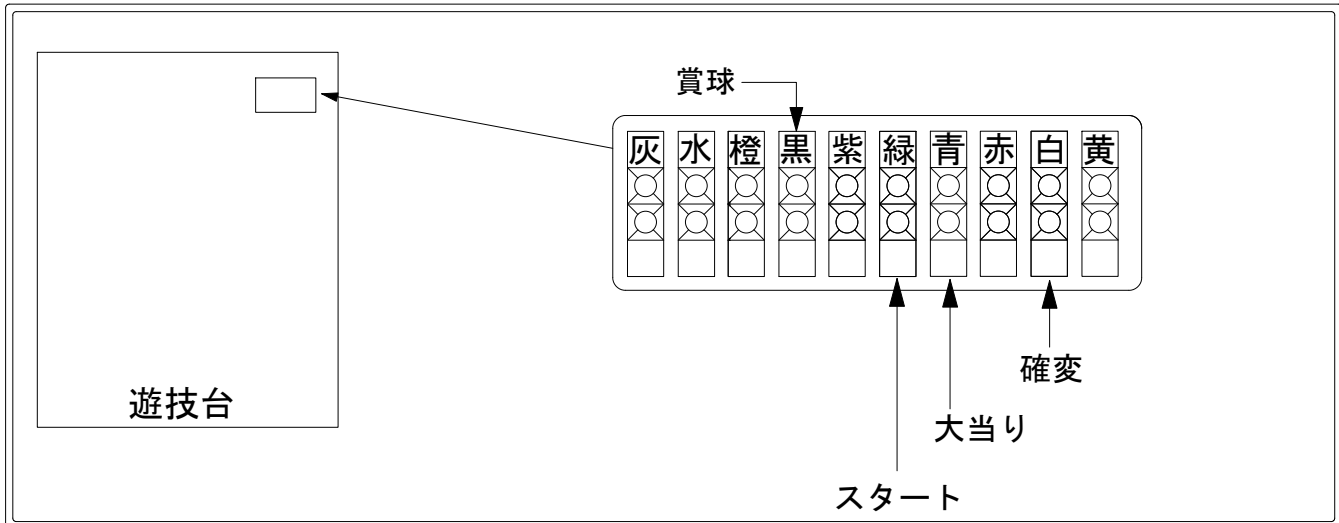 賞球
灰 水 橙 黒 紫 緑 青 赤 白 黄
確変
遊技台
大当り
スタート